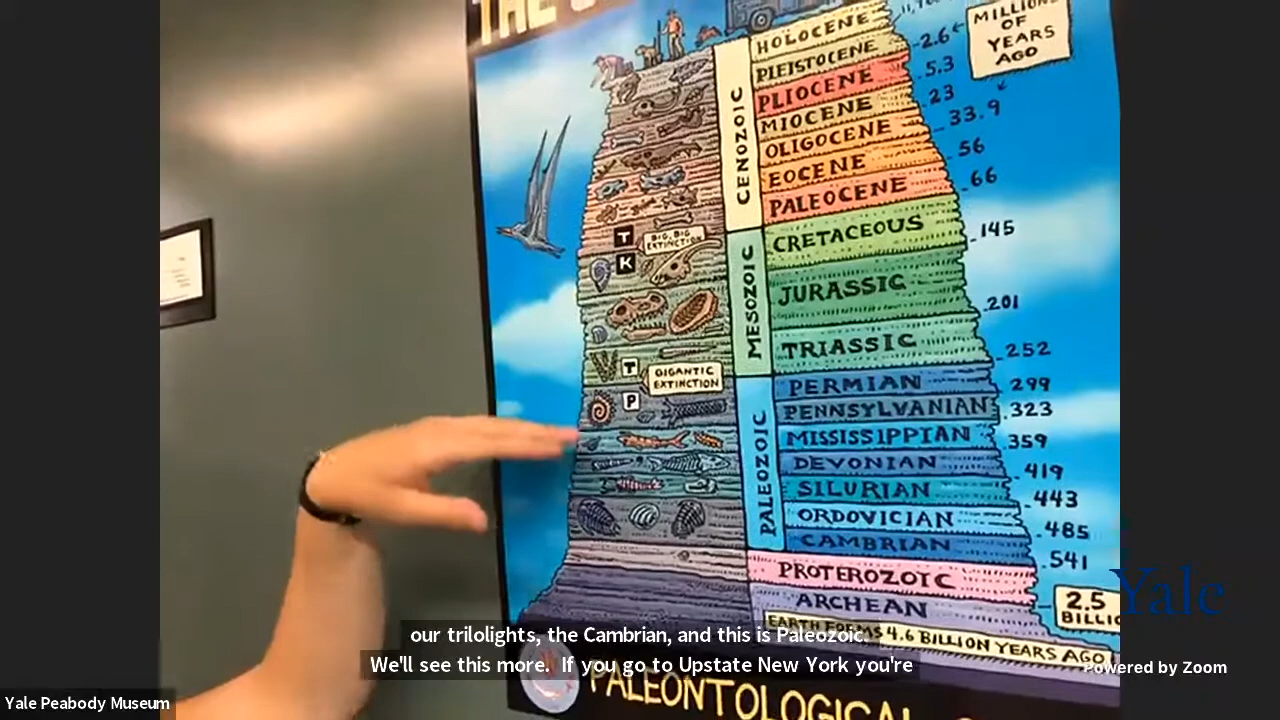 THE
HOLOCENE
PLEISTOCENE
PLIOCENE
MIOCENE
OLIGOCENE
EOCENE
PALEOCENE
CENOZOIC
MILLIONS
OF
YEARS
AGO
2.6
5.3
23
33.9
56
66
T
K
BIG, BIG
EXTINCTION
MESOZOIC
CRETACEOUS
JURASSIC
TRIASSIC
145
201
252
T
P
GIGANTIC
EXTINCTION
PALEOZOIC
PERMIAN
PENNSYLVANIAN
MISSISSIPPIAN
DEVONIAN
SILURIAN
ORDOVICIAN
CAMBRIAN
299
323
359
419
443
485
541
PROTEROZOIC
ARCHEAN
2.5
EARTH FORMS 4.6 BILLION YEARS AGO
PALEONTOLOGICAL
Yale
our trilolights, the Cambrian, and this is Paleozoic.
We'll see this more. If you go to Upstate New York you're
Powered by Zoom
Yale Peabody Museum